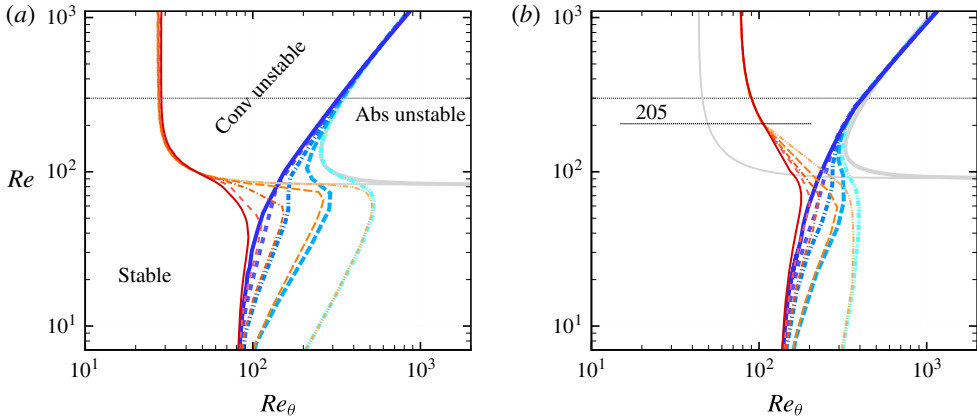 (a)
(b)
10³
10³
Conv unstable
Abs unstable
205
Re
10²
10²
Stable
10¹
10¹
10¹
10²
10³
10¹
10²
10³
Reθ
Reθ